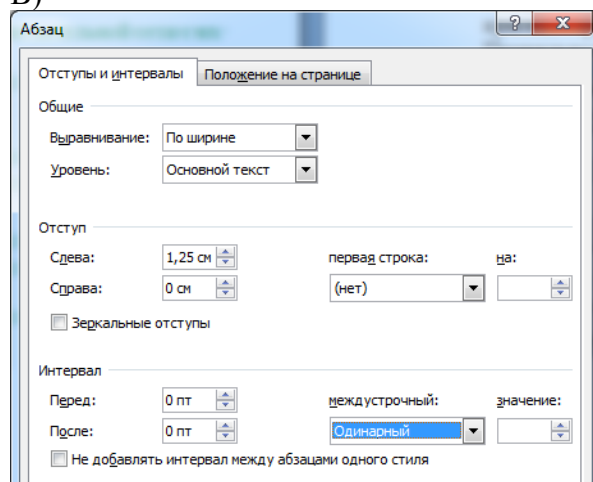 В)
Абзац
Отступы и интервалы Положение на странице
Общие
Выравнивание: По ширине
Уровень: Основной текст
Отступ
Слева: 1,25 см первая строка: на:
Справа: 0 см (нет)
Зеркальные отступы
Интервал
Перед: 0 пт междустрочный: значение:
После: 0 пт Одинарный
Не добавлять интервал между абзацами одного стиля